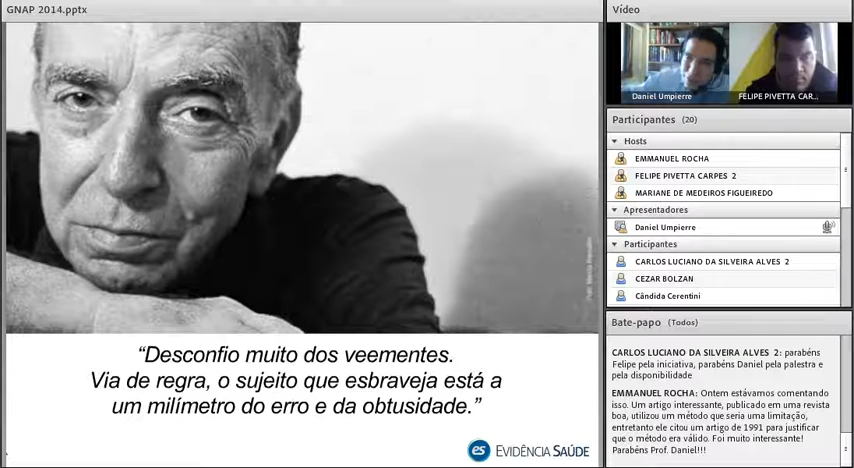 GNAP 2014.pptx
“Desconfio muito dos veementes.
Via de regra, o sujeito que esbraveja está a
um milímetro do erro e da obtusidade.”
es EVIDÊNCIA SAÚDE
Vídeo
Daniel Umpierre
FELIPE PIVETTA CAR...
Participantes (20)
Hosts
EMMANUEL ROCHA
FELIPE PIVETTA CARPES 2
MARIANE DE MEDEIROS FIGUEIREDO
Apresentadores
Daniel Umpierre
Participantes
CARLOS LUCIANO DA SILVEIRA ALVES 2
CEZAR BOLZAN
Cândida Cerentini
Bate-papo (Todos)
CARLOS LUCIANO DA SILVEIRA ALVES 2: parabéns
Felipe pela iniciativa, parabéns Daniel pela palestra e
pela disponibilidade
EMMANUEL ROCHA: Ontem estávamos comentando
isso. Um artigo interessante, publicado em uma revista
boa, utilizou um método que seria uma limitação,
entretanto ele citou um artigo de 1991 para justificar
que o método era válido. Foi muito interessante!
Parabéns Prof. Daniel!!!